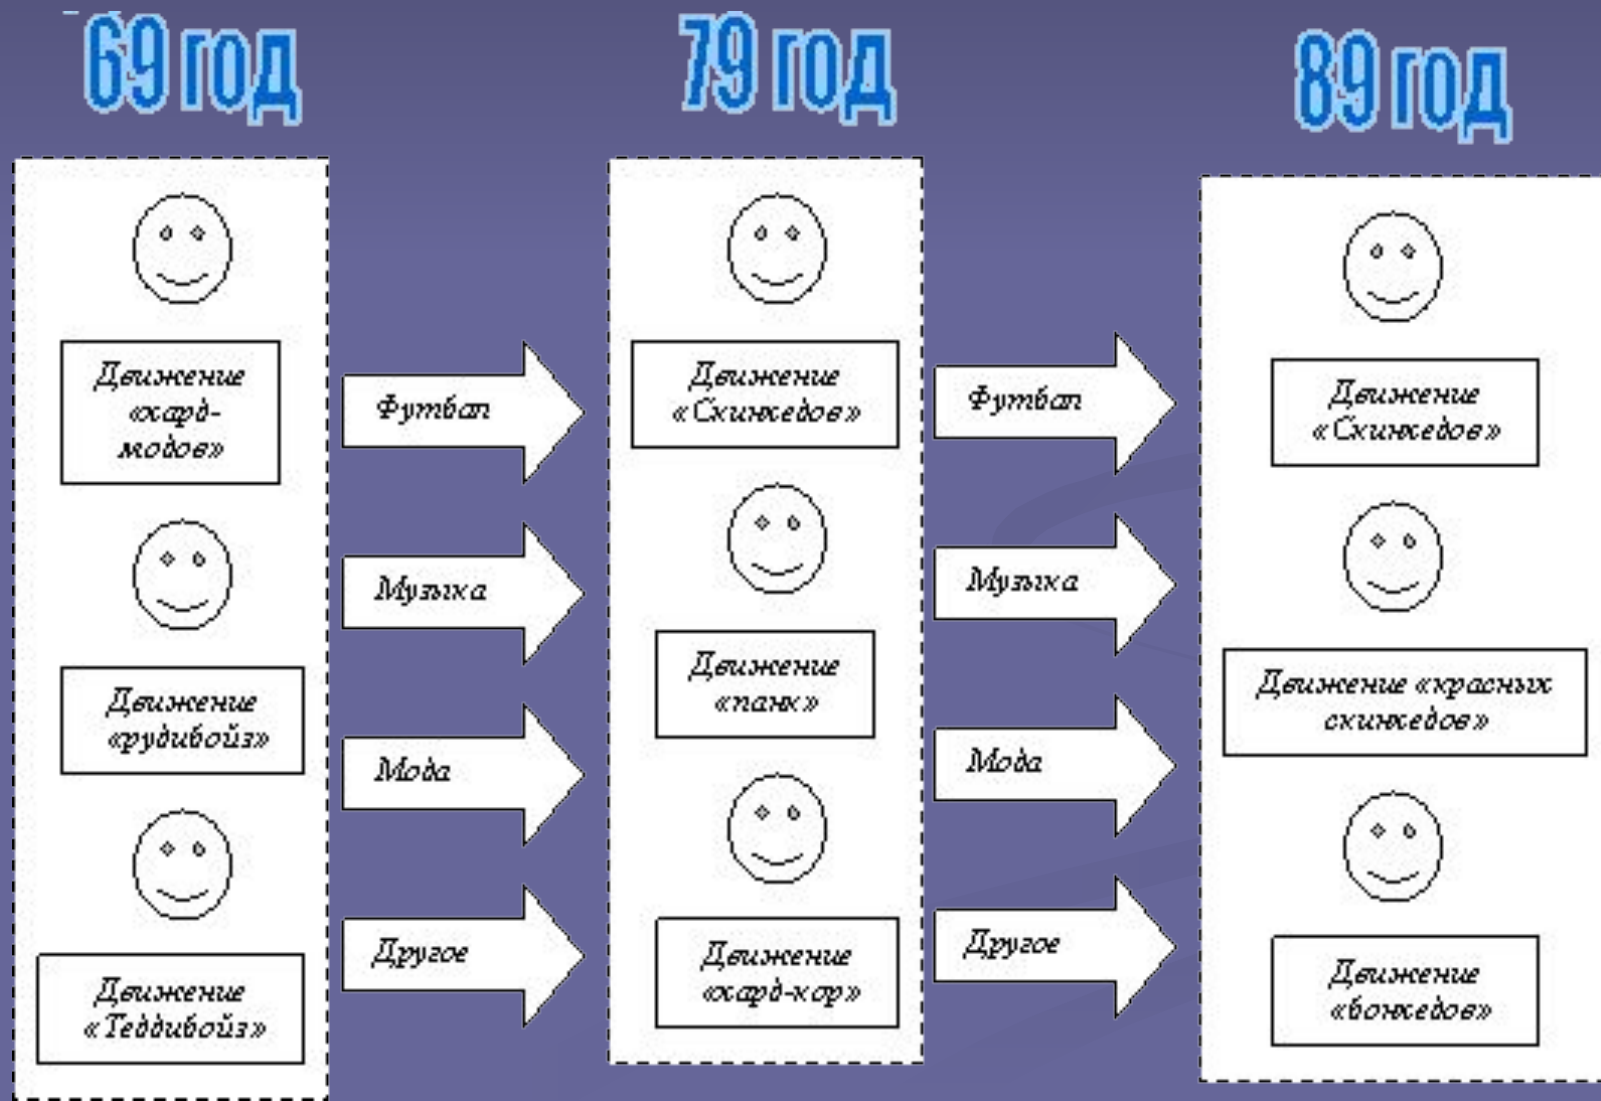 69 год
79 год
89 год
Движение
«хард-
модов»
Движение
«рудибойз»
Движение
«Теддибойз»
Футбол
Музыка
Мода
Другое
Движение
«Скинхедов»
Движение
«панк»
Движение
«хард-кор»
Футбол
Музыка
Мода
Другое
Движение
«Скинхедов»
Движение «красных
скинхедов»
Движение
«бонхедов»